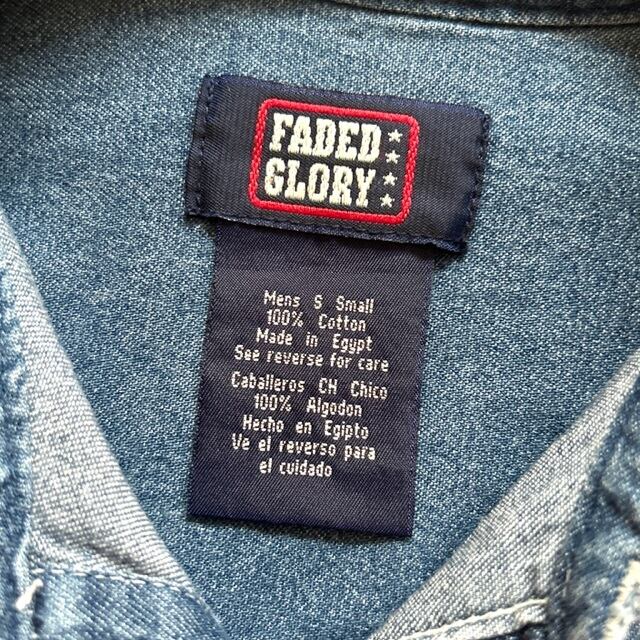 FADED
GLORY
Mens S Small
100% Cotton
Made in Egypt
See reverse for care
Caballeros CH Chico
100% Algodon
Hecho en Egipto
Ve el reverso para
el cuidado